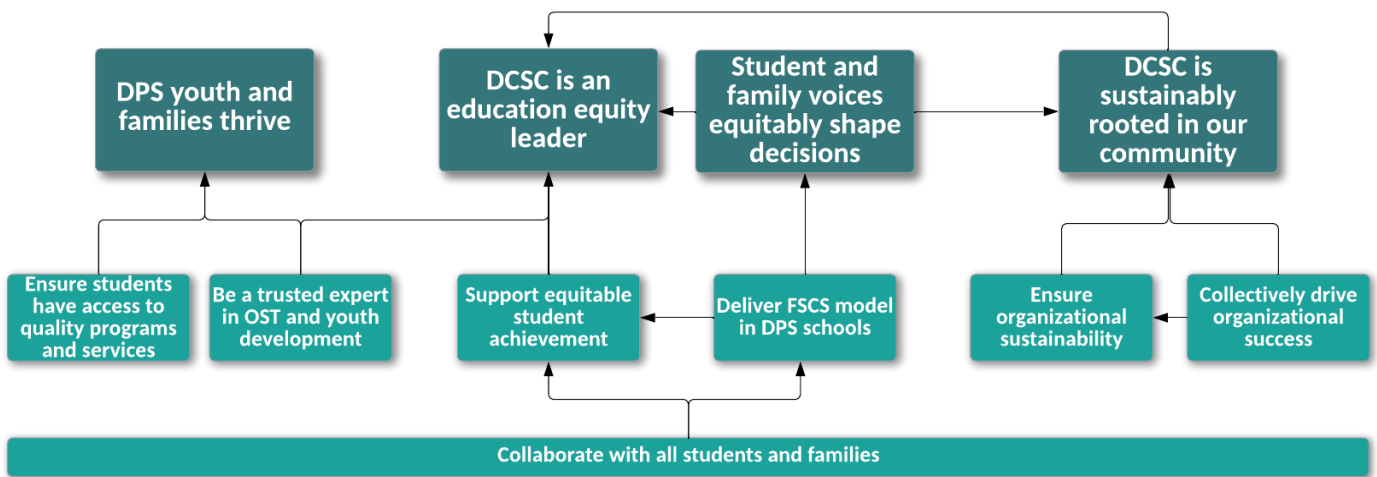 DPS youth and
families thrive
DCSC is an
education equity
leader
Student and
family voices
equitably shape
decisions
DCSC is
sustainably
rooted in our
community
Ensure students
have access to
quality programs
and services
Be a trusted expert
in OST and youth
development
Support equitable
student
achievement
Deliver FSCS model
in DPS schools
Ensure
organizational
sustainability
Collectively drive
organizational
success
Collaborate with all students and families